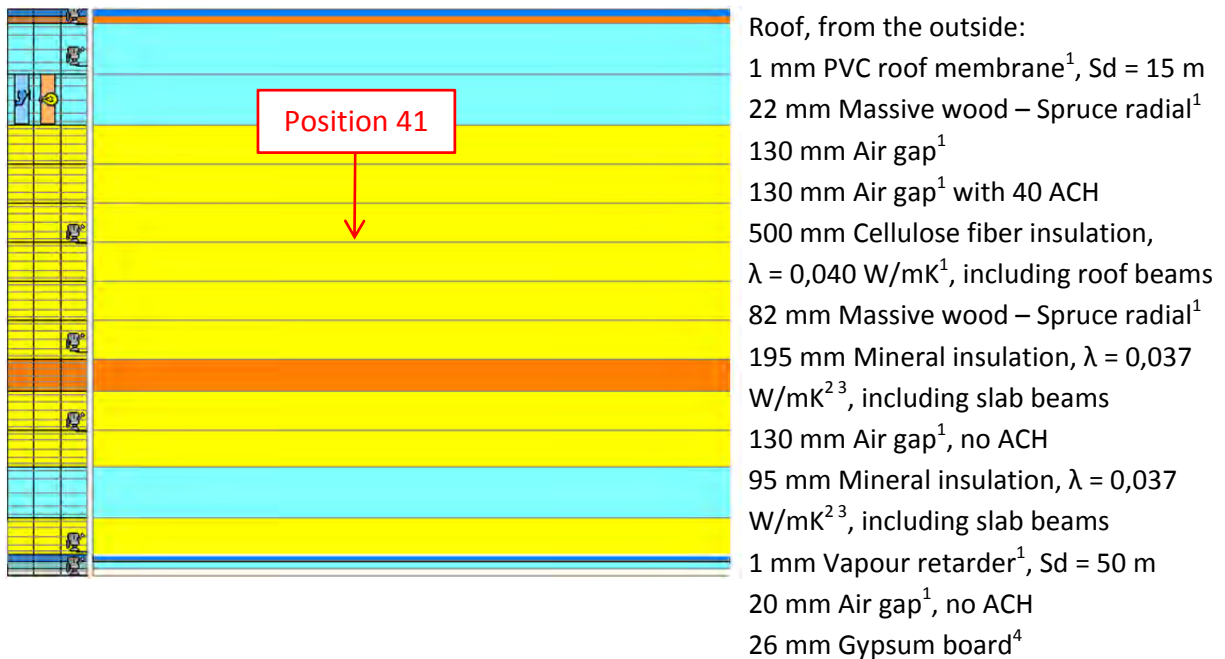 Position 41
Roof, from the outside:
1 mm PVC roof membrane¹, Sd = 15 m
22 mm Massive wood – Spruce radial¹
130 mm Air gap¹
130 mm Air gap¹ with 40 ACH
500 mm Cellulose fiber insulation,
λ = 0,040 W/mK¹, including roof beams
82 mm Massive wood – Spruce radial¹
195 mm Mineral insulation, λ = 0,037
W/mK² ³, including slab beams
130 mm Air gap¹, no ACH
95 mm Mineral insulation, λ = 0,037
W/mK² ³, including slab beams
1 mm Vapour retarder¹, Sd = 50 m
20 mm Air gap¹, no ACH
26 mm Gypsum board⁴